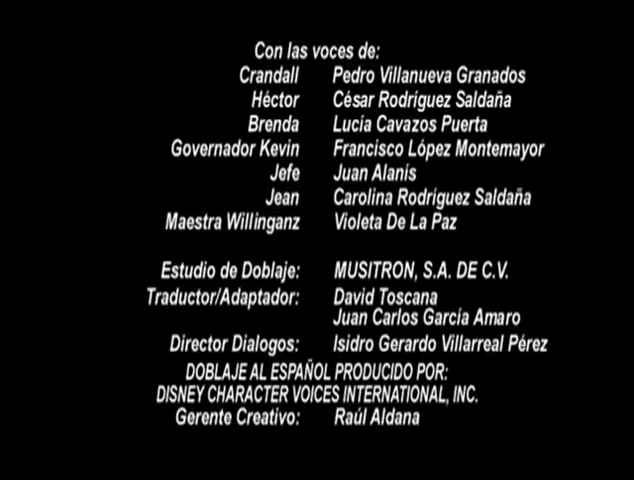 Con las voces de:
Crandall Pedro Villanueva Granados
Héctor César Rodríguez Saldaña
Brenda Lucía Cavazos Puerta
Governador Kevin Francisco López Montemayor
Jefe Juan Alanís
Jean Carolina Rodríguez Saldaña
Maestra Willinganz Violeta De La Paz
Estudio de Doblaje: MUSITRON, S.A. DE C.V.
Traductor/Adaptador: David Toscana
Juan Carlos García Amaro
Director Dialogos: Isidro Gerardo Villarreal Pérez
DOBLAJE AL ESPAÑOL PRODUCIDO POR:
DISNEY CHARACTER VOICES INTERNATIONAL, INC.
Gerente Creativo: Raúl Aldana